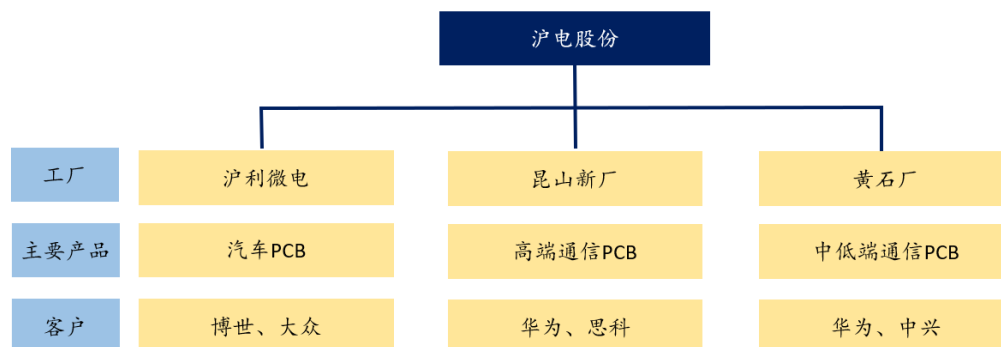 沪电股份
工厂 沪利微电 昆山新厂 黄石厂
主要产品 汽车PCB 高端通信PCB 中低端通信PCB
客户 博世、大众 华为、思科 华为、中兴